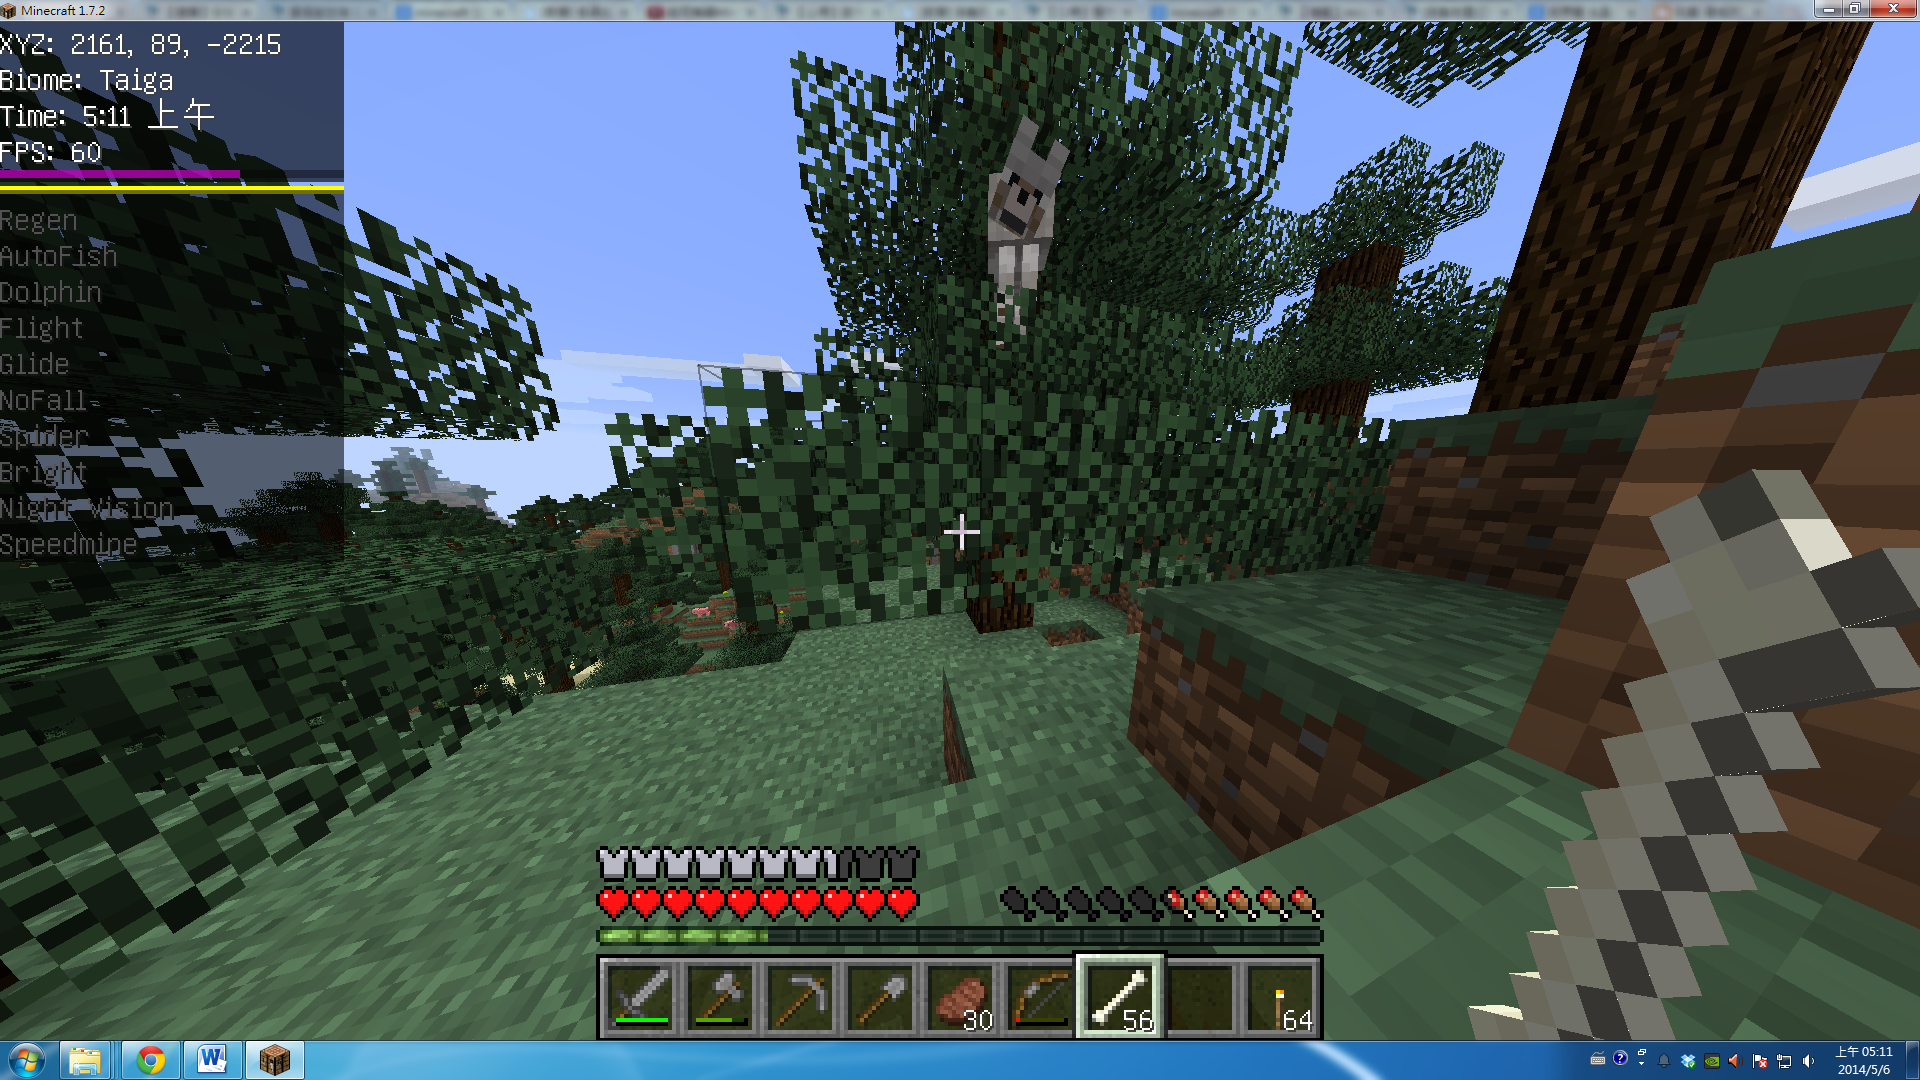 Minecraft 1.7.2
XYZ: 2161, 89, -2215
Biome: Taiga
Time: 5:11 上午
FPS: 60
Regen
AutoFish
Dolphin
Flight
Glide
NoFall
Spider
Bright
Night Vision
Speedmine
30
56
64
上午 05:11
2014/5/6